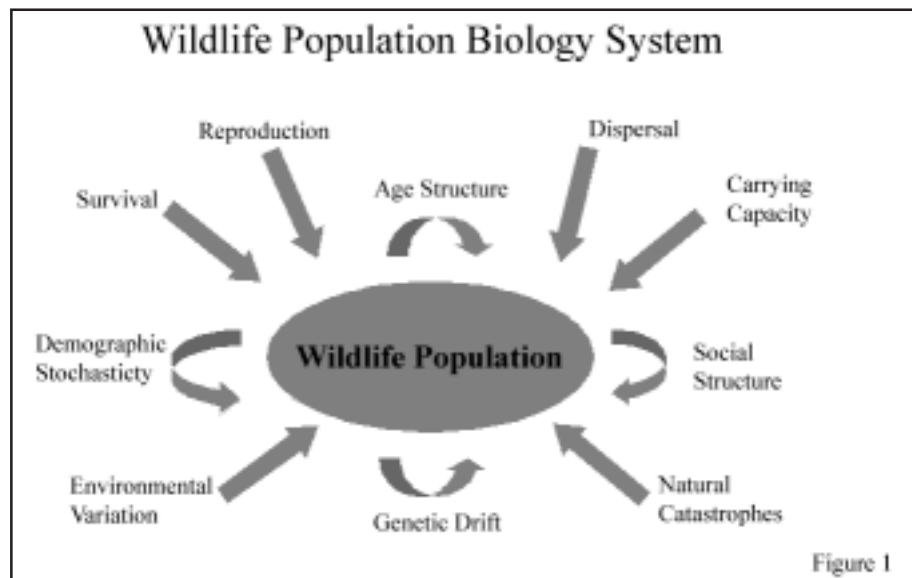 Wildlife Population Biology System
Reproduction
Dispersal
Survival
Age Structure
Carrying
Capacity
Demographic
Stochasticty
Wildlife Population
Social
Structure
Environmental
Variation
Genetic Drift
Natural
Catastrophes
Figure 1